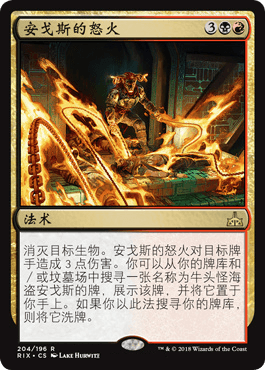 安戈斯的怒火 3
法术
消灭目标生物。安戈斯的怒火对目标牌
手造成3点伤害。你可以从你的牌库和
/或坟墓场中搜寻一张名称为牛头怪海
盗安戈斯的牌，展示该牌，并将它置于
你手上。如果你以此法搜寻你的牌库，
则将它洗牌。
204/196 R
RIX • CS LAKE HURWITZ
™ & © 2018 Wizards of the Coast